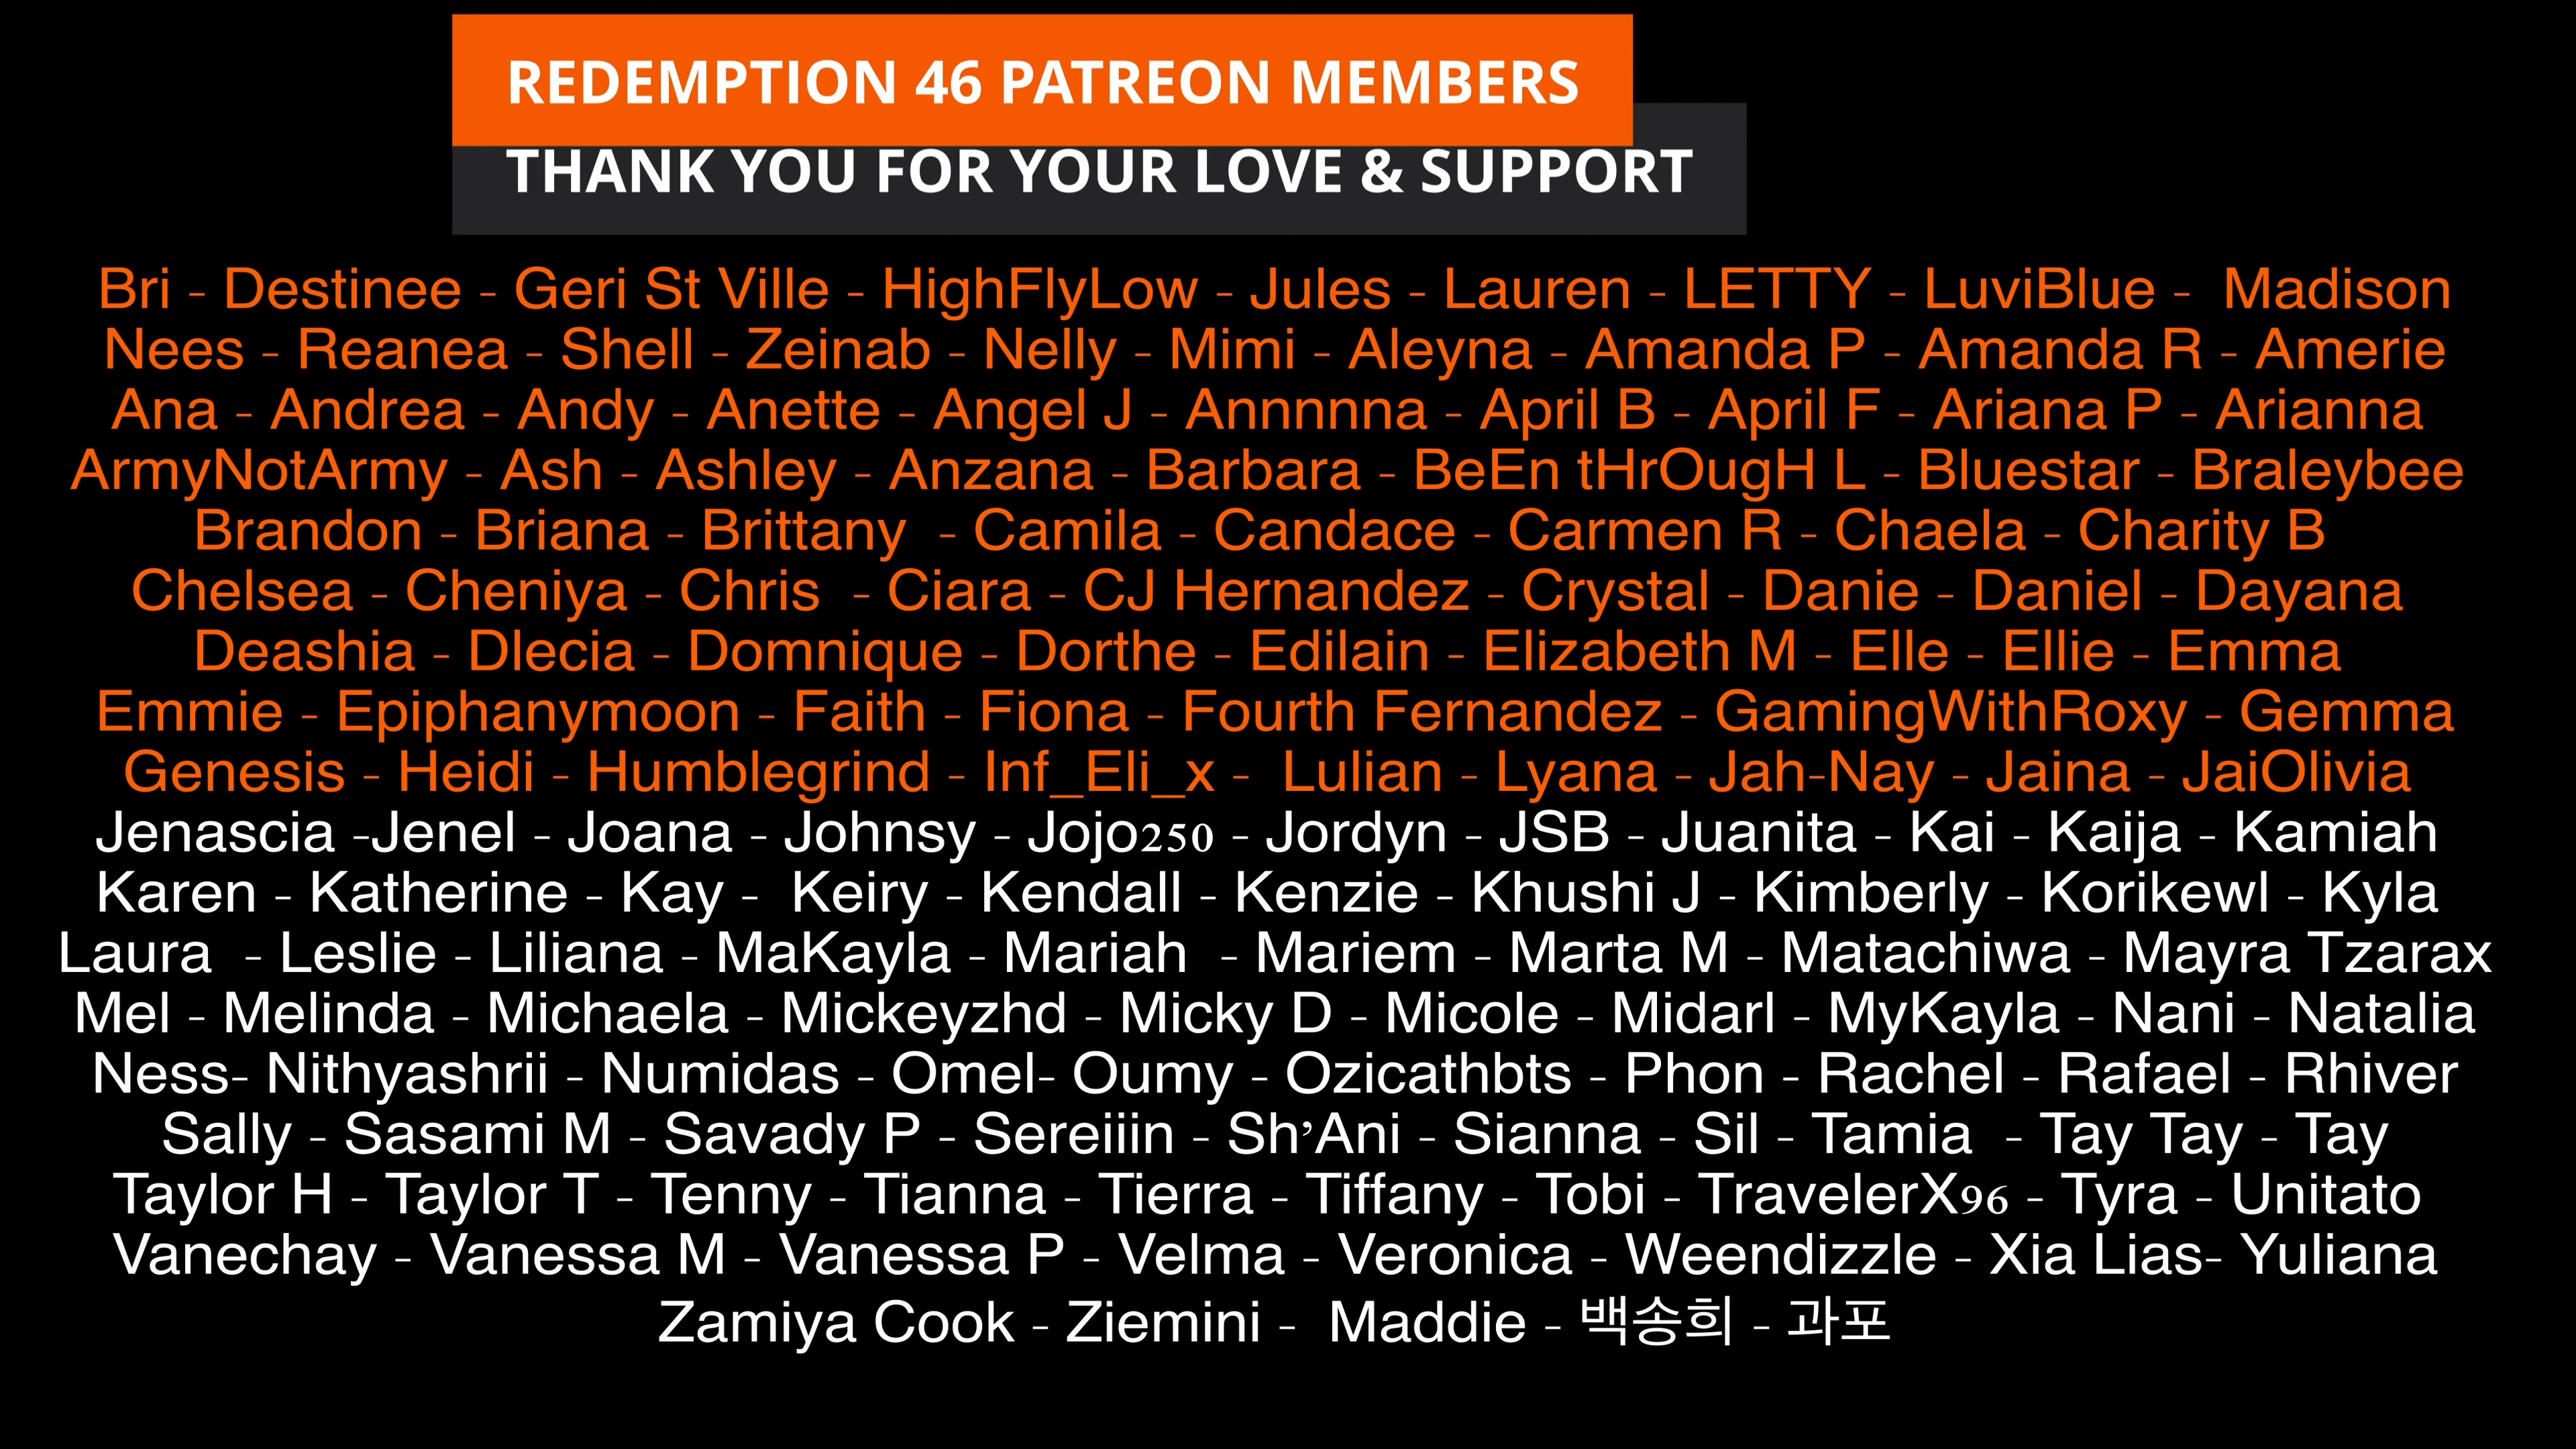 REDEMPTION 46 PATREON MEMBERS
THANK YOU FOR YOUR LOVE & SUPPORT
Bri - Destinee - Geri St Ville - HighFlyLow - Jules - Lauren - LETTY - LuviBlue -  Madison
Nees - Reanea - Shell - Zeinab - Nelly - Mimi - Aleyna - Amanda P - Amanda R - Amerie
Ana - Andrea - Andy - Anette - Angel J - Annnnna - April B - April F - Ariana P - Arianna
ArmyNotArmy - Ash - Ashley - Anzana - Barbara - BeEn tHrOugH L - Bluestar - Braleybee
Brandon - Briana - Brittany  - Camila - Candace - Carmen R - Chaela - Charity B
Chelsea - Cheniya - Chris  - Ciara - CJ Hernandez - Crystal - Danie - Daniel - Dayana
Deashia - Dlecia - Domnique - Dorthe - Edilain - Elizabeth M - Elle - Ellie - Emma
Emmie - Epiphanymoon - Faith - Fiona - Fourth Fernandez - GamingWithRoxy - Gemma
Genesis - Heidi - Humblegrind - Inf_Eli_x -  Lulian - Lyana - Jah-Nay - Jaina - JaiOlivia
Jenascia -Jenel - Joana - Johnsy - Jojo250 - Jordyn - JSB - Juanita - Kai - Kaija - Kamiah
Karen - Katherine - Kay -  Keiry - Kendall - Kenzie - Khushi J - Kimberly - Korikewl - Kyla
Laura  - Leslie - Liliana - MaKayla - Mariah  - Mariem - Marta M - Matachiwa - Mayra Tzarax
Mel - Melinda - Michaela - Mickeyzhd - Micky D - Micole - Midarl - MyKayla - Nani - Natalia
Ness- Nithyashrii - Numidas - Omel- Oumy - Ozicathbts - Phon - Rachel - Rafael - Rhiver
Sally - Sasami M - Savady P - Sereiiin - Sh’Ani - Sianna - Sil - Tamia  - Tay Tay - Tay
Taylor H - Taylor T - Tenny - Tianna - Tierra - Tiffany - Tobi - TravelerX96 - Tyra - Unitato
Vanechay - Vanessa M - Vanessa P - Velma - Veronica - Weendizzle - Xia Lias- Yuliana
Zamiya Cook - Ziemini -  Maddie - 백송희 - 과포